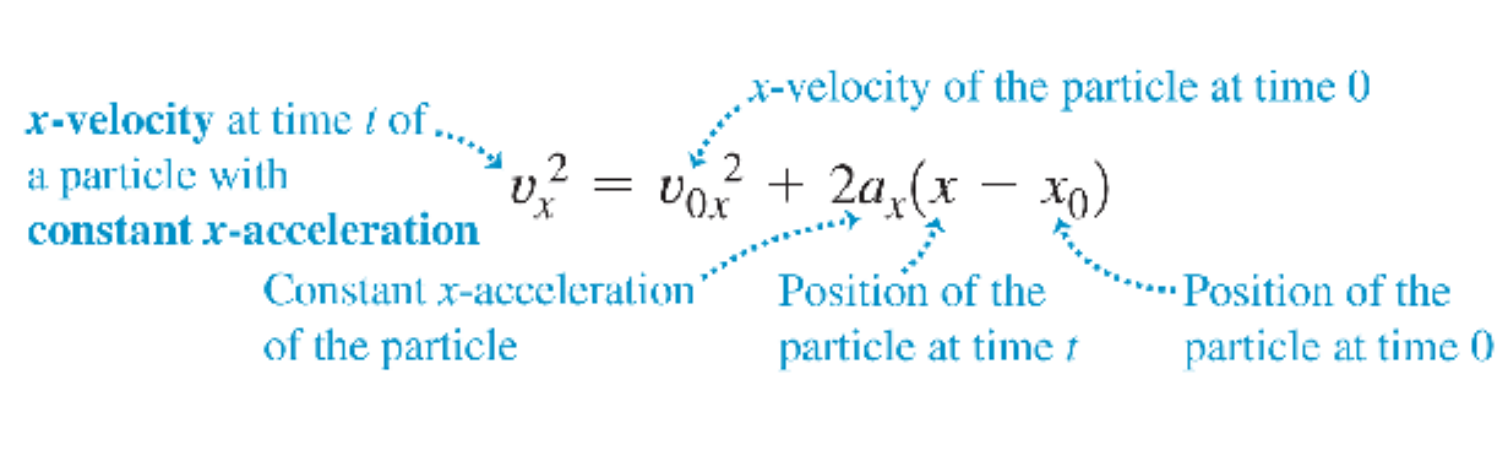 x-velocity of the particle at time 0
x-velocity at time t of
a particle with
constant x-acceleration
v_x^2 = v_{0x}^2 + 2a_x(x − x_0)
Constant x-acceleration
of the particle
Position of the
particle at time t
Position of the
particle at time 0